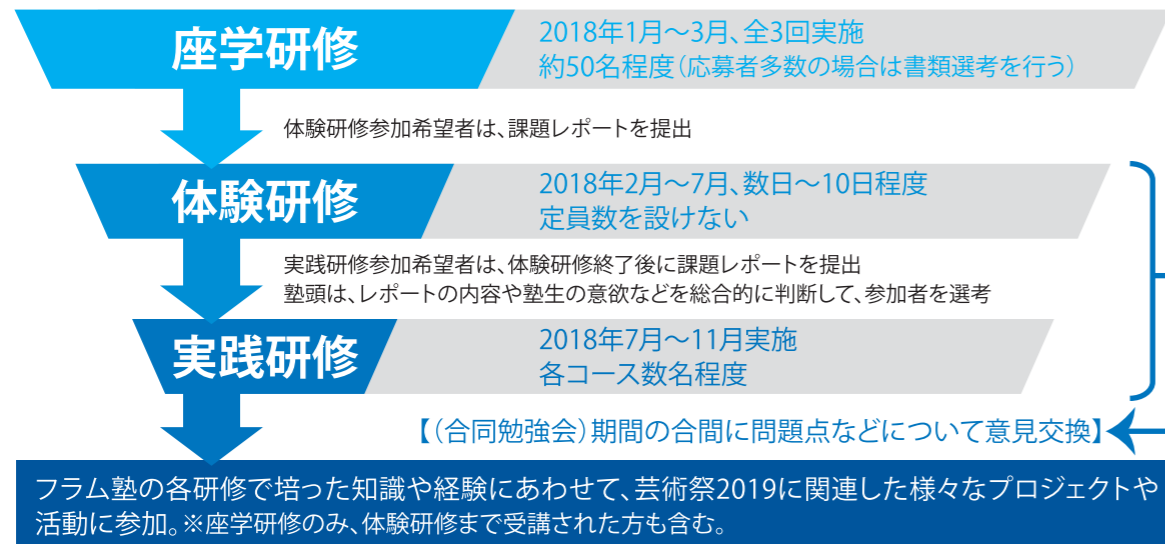 座学研修
2018年1月～3月、全3回実施
約50名程度（応募者多数の場合は書類選考を行う）
体験研修参加希望者は、課題レポートを提出
体験研修
2018年2月～7月、数日～10日程度
定員数を設けない
実践研修参加希望者は、体験研修終了後に課題レポートを提出
塾頭は、レポートの内容や塾生の意欲などを総合的に判断して、参加者を選考
実践研修
2018年7月～11月実施
各コース数名程度
【（合同勉強会）期間の合間に問題点などについて意見交換】
フラム塾の各研修で培った知識や経験にあわせて、芸術祭2019に関連した様々なプロジェクトや
活動に参加。※座学研修のみ、体験研修まで受講された方も含む。